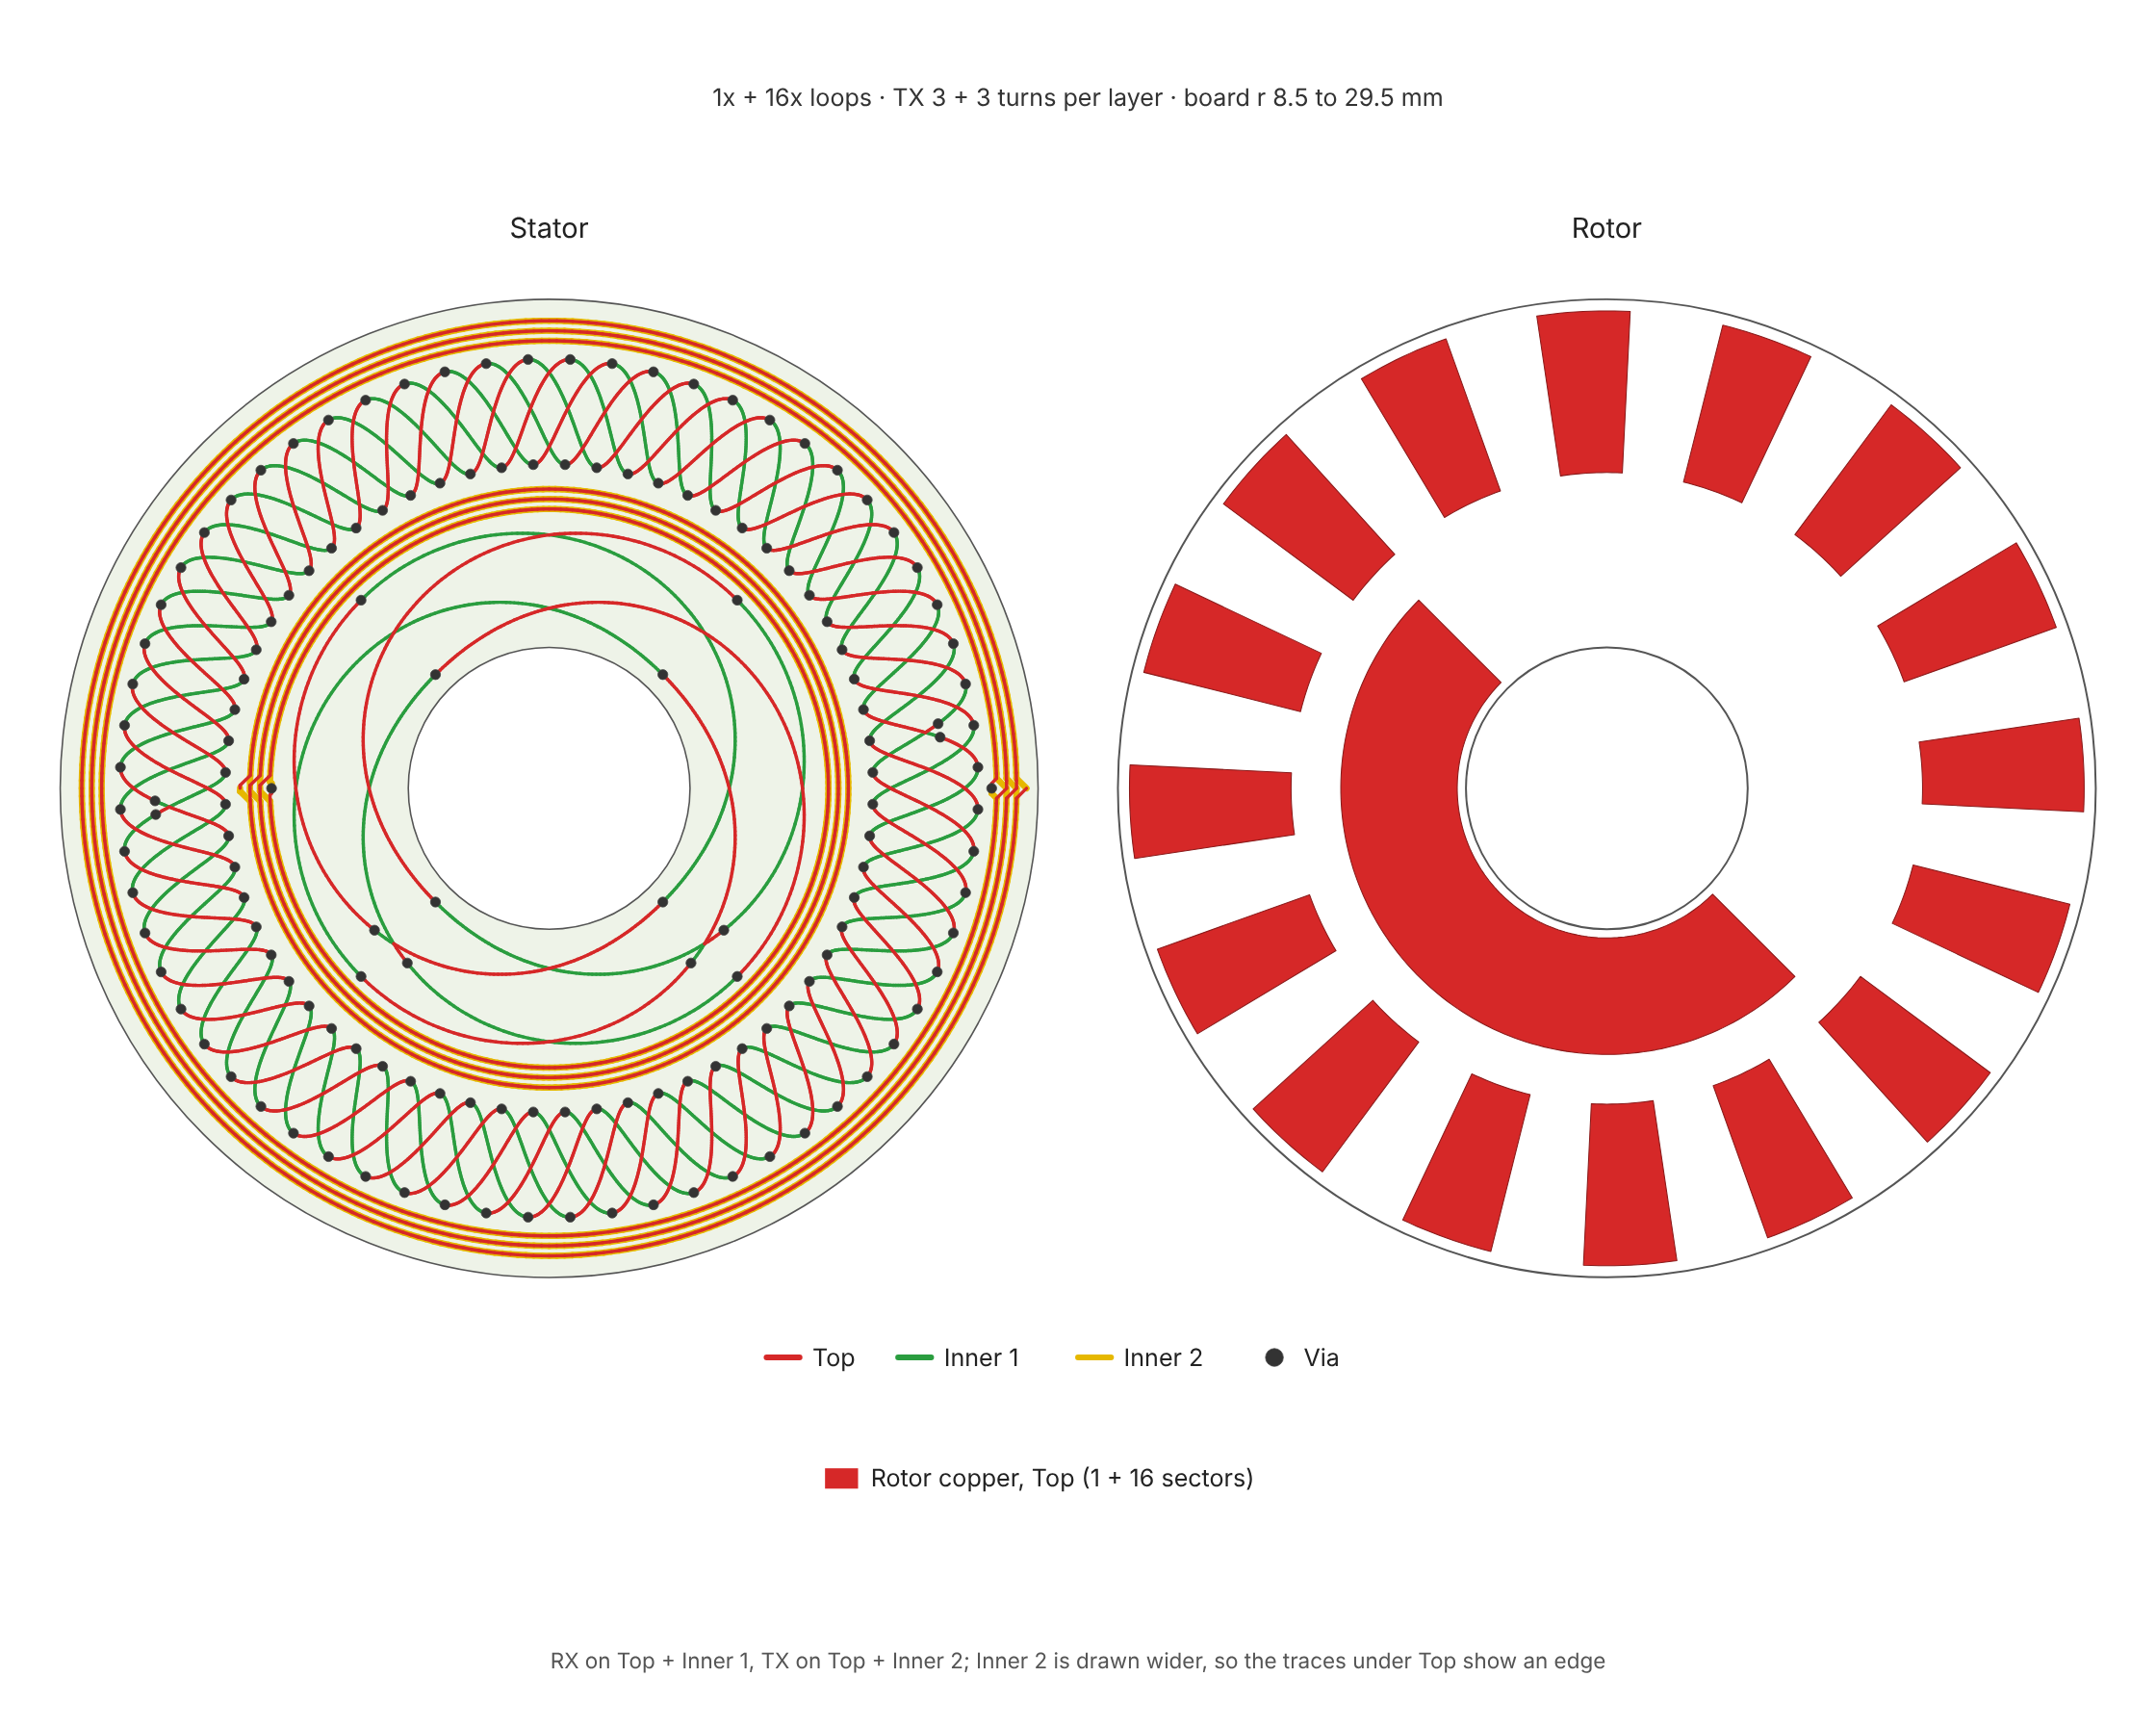 1x + 16x loops · TX 3 + 3 turns per layer · board r 8.5 to 29.5 mm
Stator
Rotor
Top
Inner 1
Inner 2
Via
Rotor copper, Top (1 + 16 sectors)
RX on Top + Inner 1, TX on Top + Inner 2; Inner 2 is drawn wider, so the traces under Top show an edge